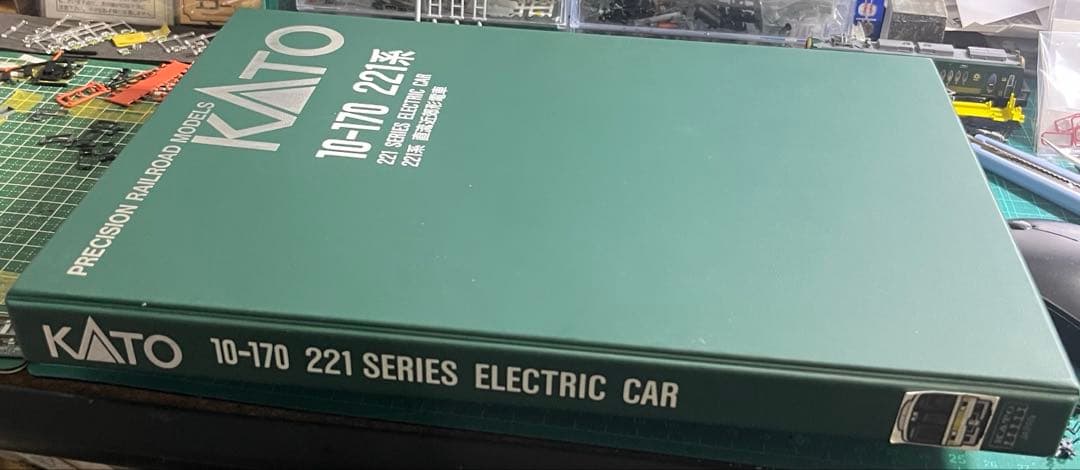 KATO
PRECISION RAILROAD MODELS
10-170 221系
221 SERIES ELECTRIC CAR
221系 直流近郊形電車
KATO 10-170 221 SERIES ELECTRIC CAR
25